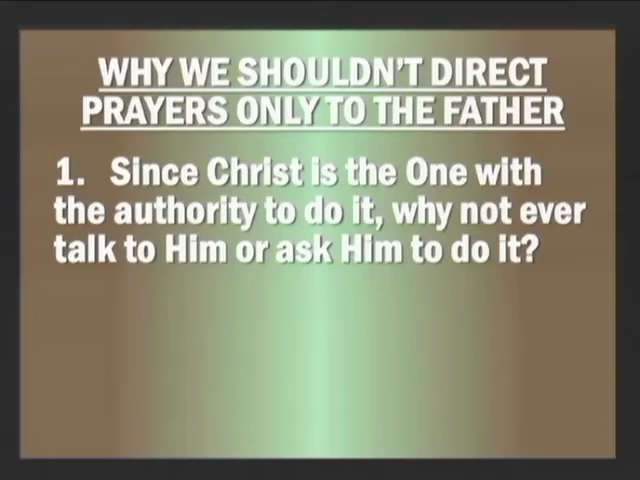 WHY WE SHOULDN'T DIRECT
PRAYERS ONLY TO THE FATHER
1. Since Christ is the One with
the authority to do it, why not ever
talk to Him or ask Him to do it?